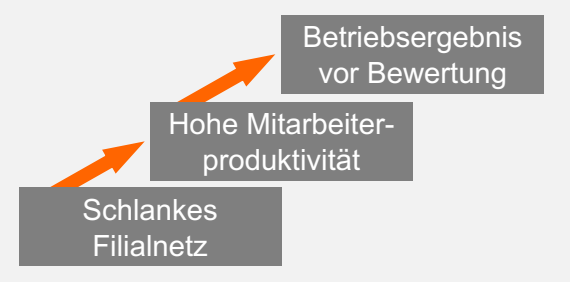 Betriebsergebnis
vor Bewertung
Hohe Mitarbeiter-
produktivität
Schlankes
Filialnetz